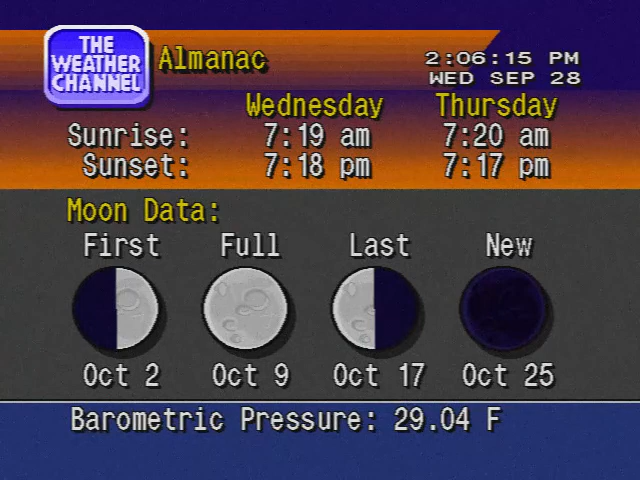 THE
WEATHER
CHANNEL
Almanac
2:06:15 PM
WED SEP 28
Wednesday Thursday
Sunrise: 7:19 am 7:20 am
Sunset: 7:18 pm 7:17 pm
Moon Data:
First Full Last New
Oct 2 Oct 9 Oct 17 Oct 25
Barometric Pressure: 29.04 F